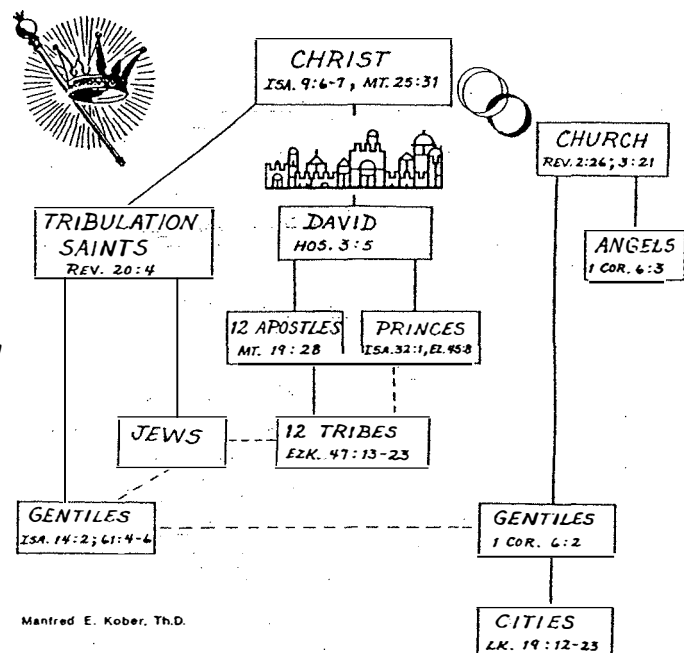 CHRIST
ISA. 9:6-7, MT. 25:31
CHURCH
REV. 2:26; 3:21
TRIBULATION
SAINTS
REV. 20:4
DAVID
HOS. 3:5
ANGELS
1 COR. 6:3
12 APOSTLES
MT. 19:28
PRINCES
ISA. 32:1, EZ. 45:8
JEWS
12 TRIBES
EZK. 47:13-23
GENTILES
ISA. 14:2; 61:4-6
GENTILES
1 COR. 6:2
CITIES
LK. 19:12-23
Manfred E. Kober, Th.D.